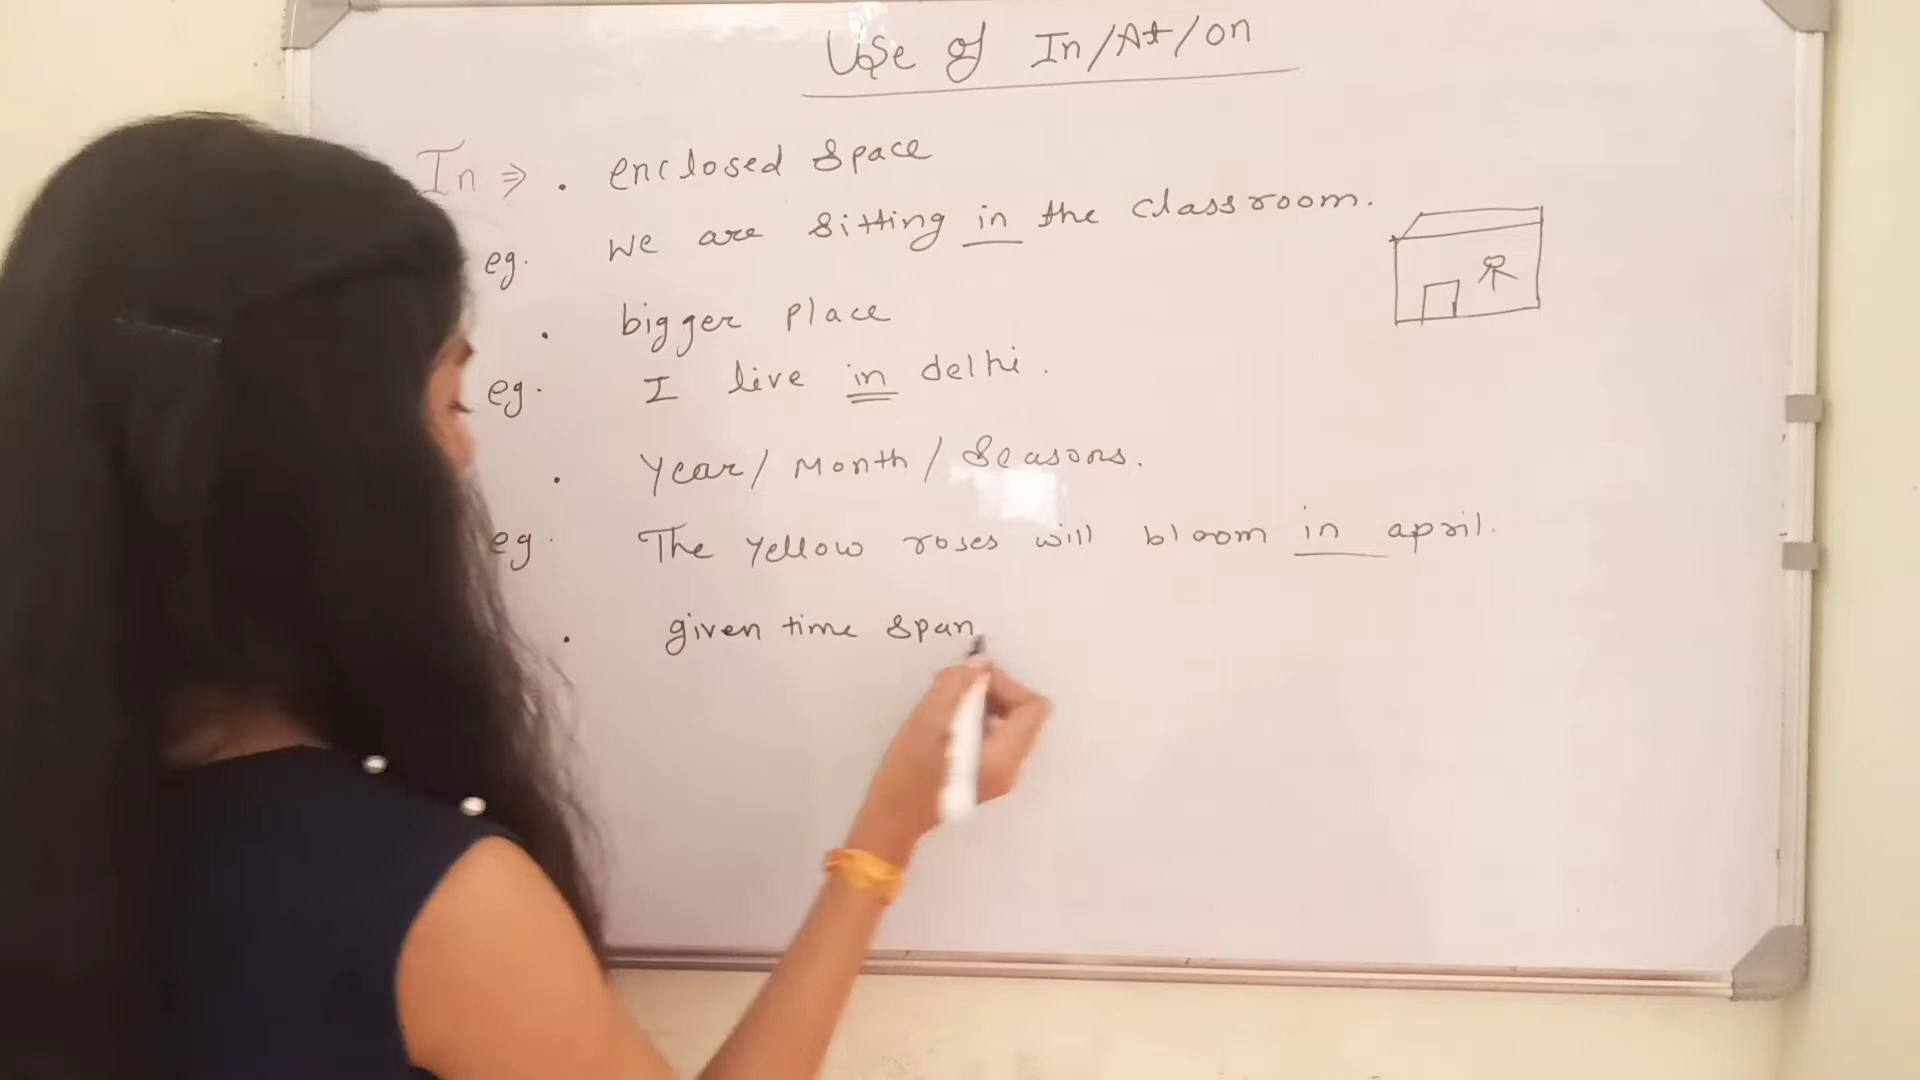 Use of In/At/on
In ⇒ . enclosed space
eg. We are sitting in the classroom.
. bigger place
eg. I live in delhi.
. Year/ Month/ Seasons.
eg. The yellow roses will bloom in april.
. given time span